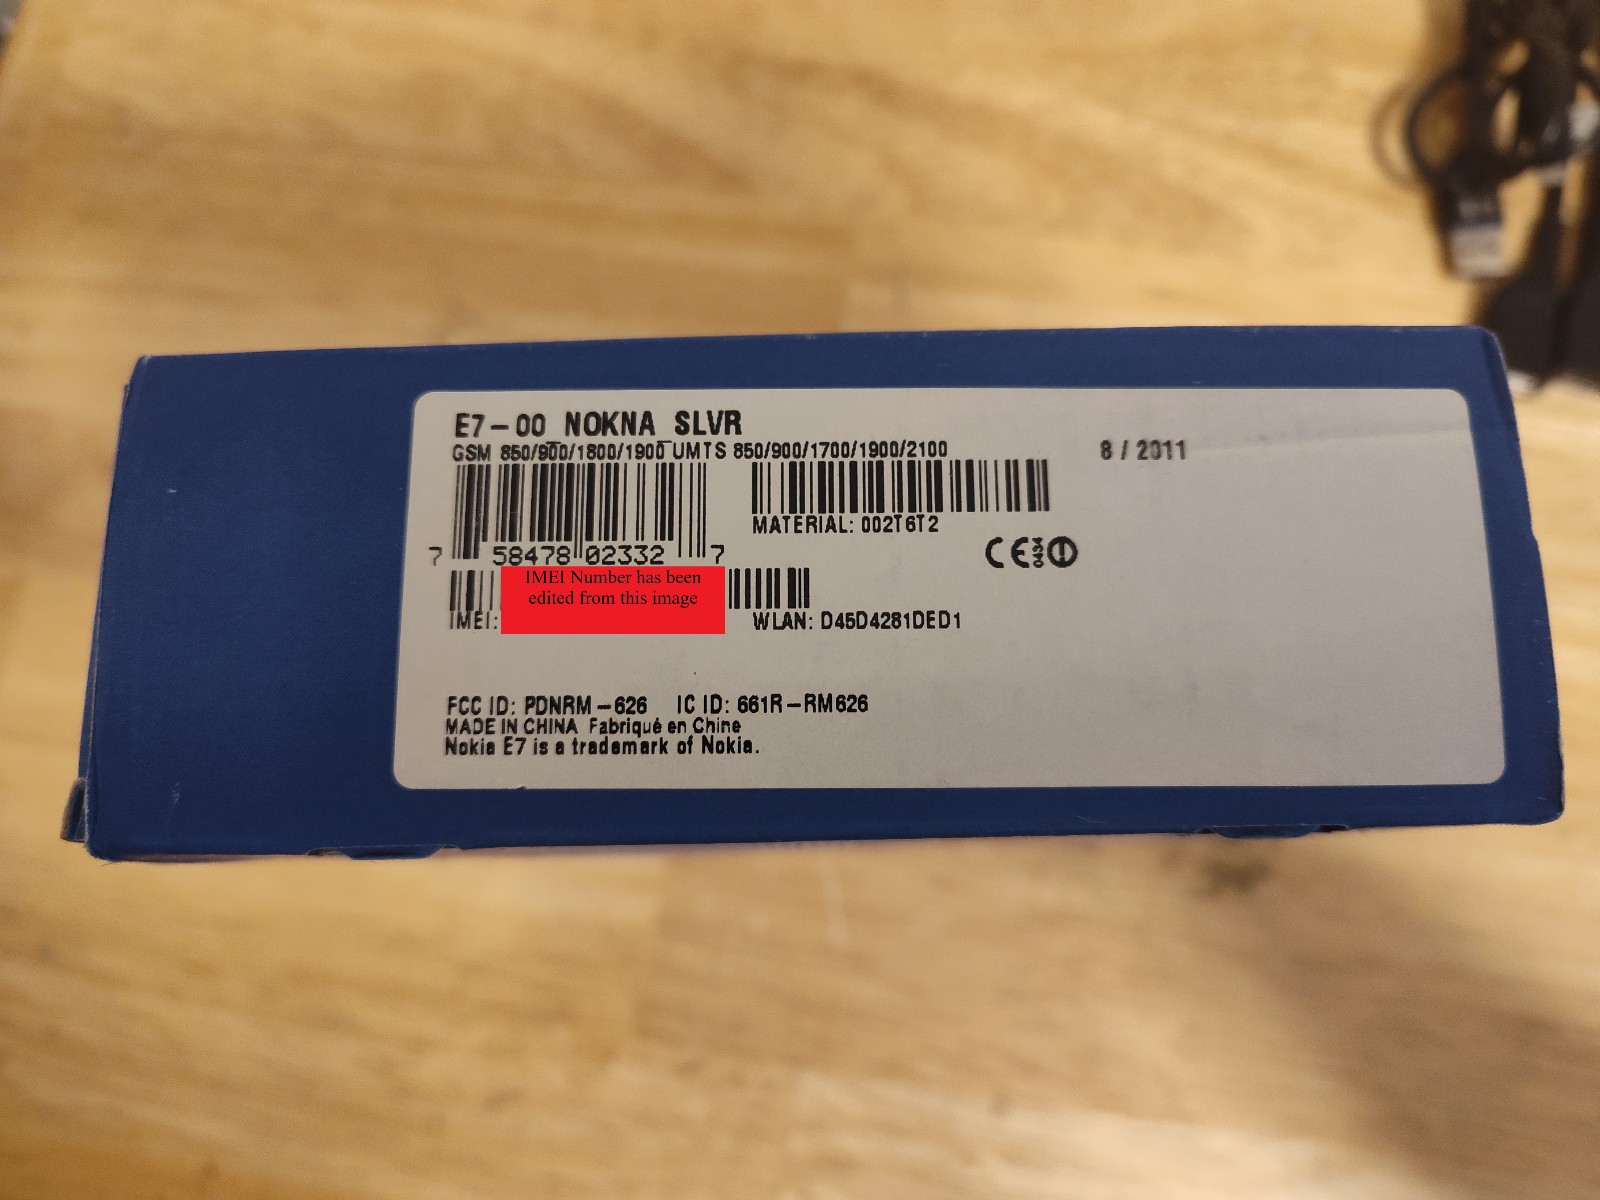 E7-00 NOKNA SLVR
GSM 850/900/1800/1900 UMTS 850/900/1700/1900/2100
8 / 2011
MATERIAL: 002T6T2
7 58478 02332 7
CE
IMEI Number has been
edited from this image
IMEI:
WLAN: D45D4281DED1
FCC ID: PDNRM-626 IC ID: 661R-RM626
MADE IN CHINA Fabriqué en Chine
Nokia E7 is a trademark of Nokia.